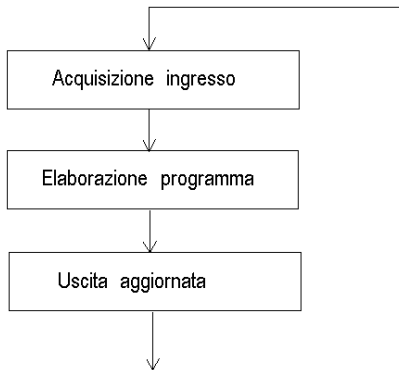 Acquisizione ingresso
Elaborazione programma
Uscita aggiornata